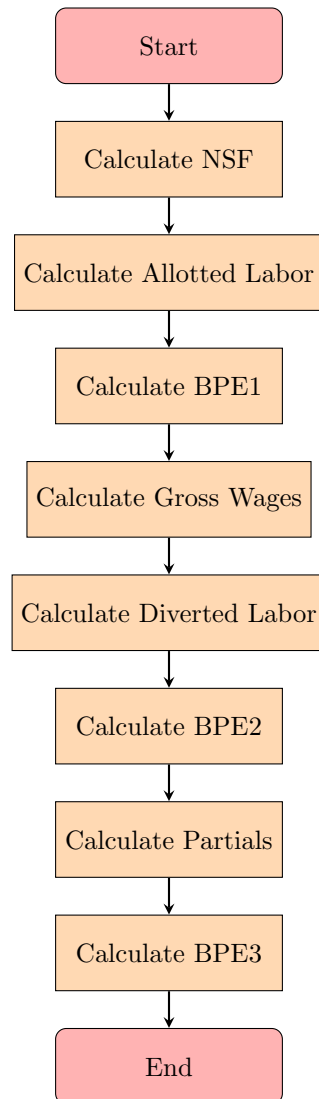 Start
Calculate NSF
Calculate Allotted Labor
Calculate BPE1
Calculate Gross Wages
Calculate Diverted Labor
Calculate BPE2
Calculate Partials
Calculate BPE3
End